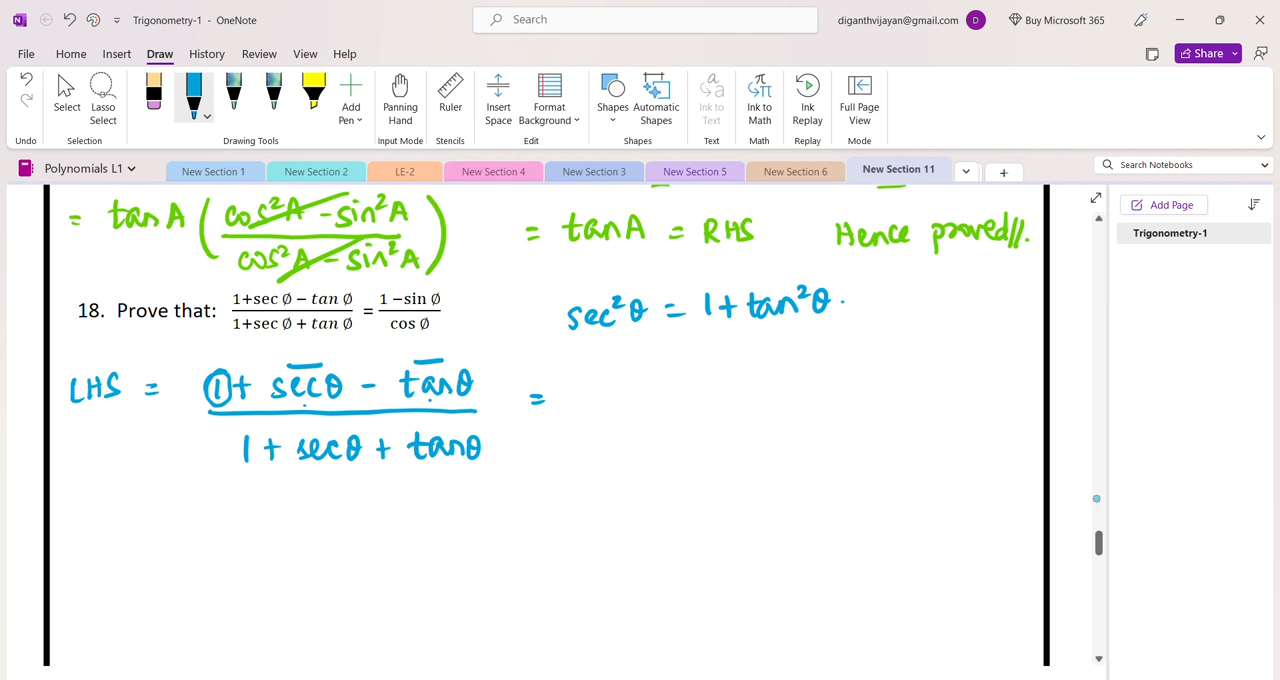 Trigonometry-1 - OneNote
Search
diganthvijayan@gmail.com D Buy Microsoft 365
File Home Insert Draw History Review View Help Share
Undo Select Lasso Select Add Pen Panning Hand Ruler Insert Space Format Background Shapes Automatic Shapes Ink to Text Ink to Math Ink Replay Full Page View
Undo Selection Drawing Tools Input Mode Stencils Edit Shapes Text Math Replay Mode
Polynomials L1 New Section 1 New Section 2 LE-2 New Section 4 New Section 3 New Section 5 New Section 6 New Section 11 + Search Notebooks
Add Page
Trigonometry-1
= tan A ( (cos²A - sin²A) / (cos²A - sin²A) ) = tan A = RHS Hence proved//.
18. Prove that: (1+sec Ø − tan Ø) / (1+sec Ø + tan Ø) = (1 −sin Ø) / (cos Ø)
sec²θ = 1 + tan²θ.
LHS = (1 + secθ - tanθ) / (1 + secθ + tanθ) =